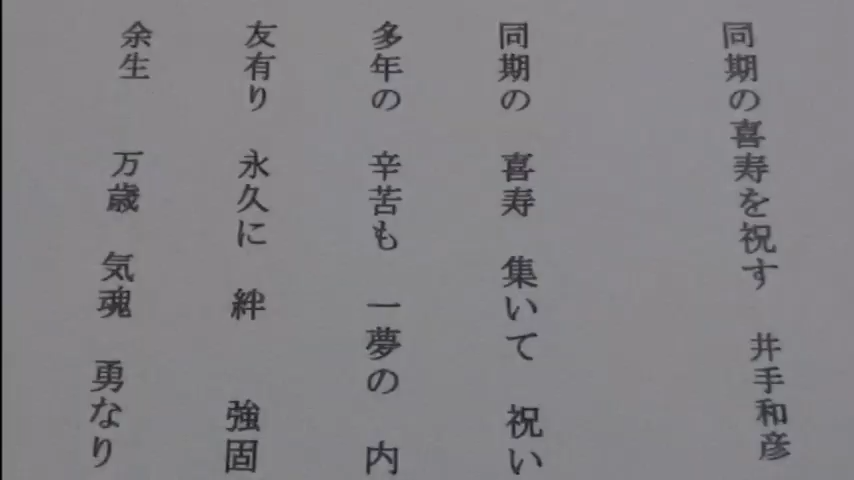 同期の喜寿を祝す 井手和彦
同期の 喜寿 集いて 祝い
多年の 辛苦も 一夢の 内
友有り 永久に 絆 強固
余生 万歳 気魂 勇なり